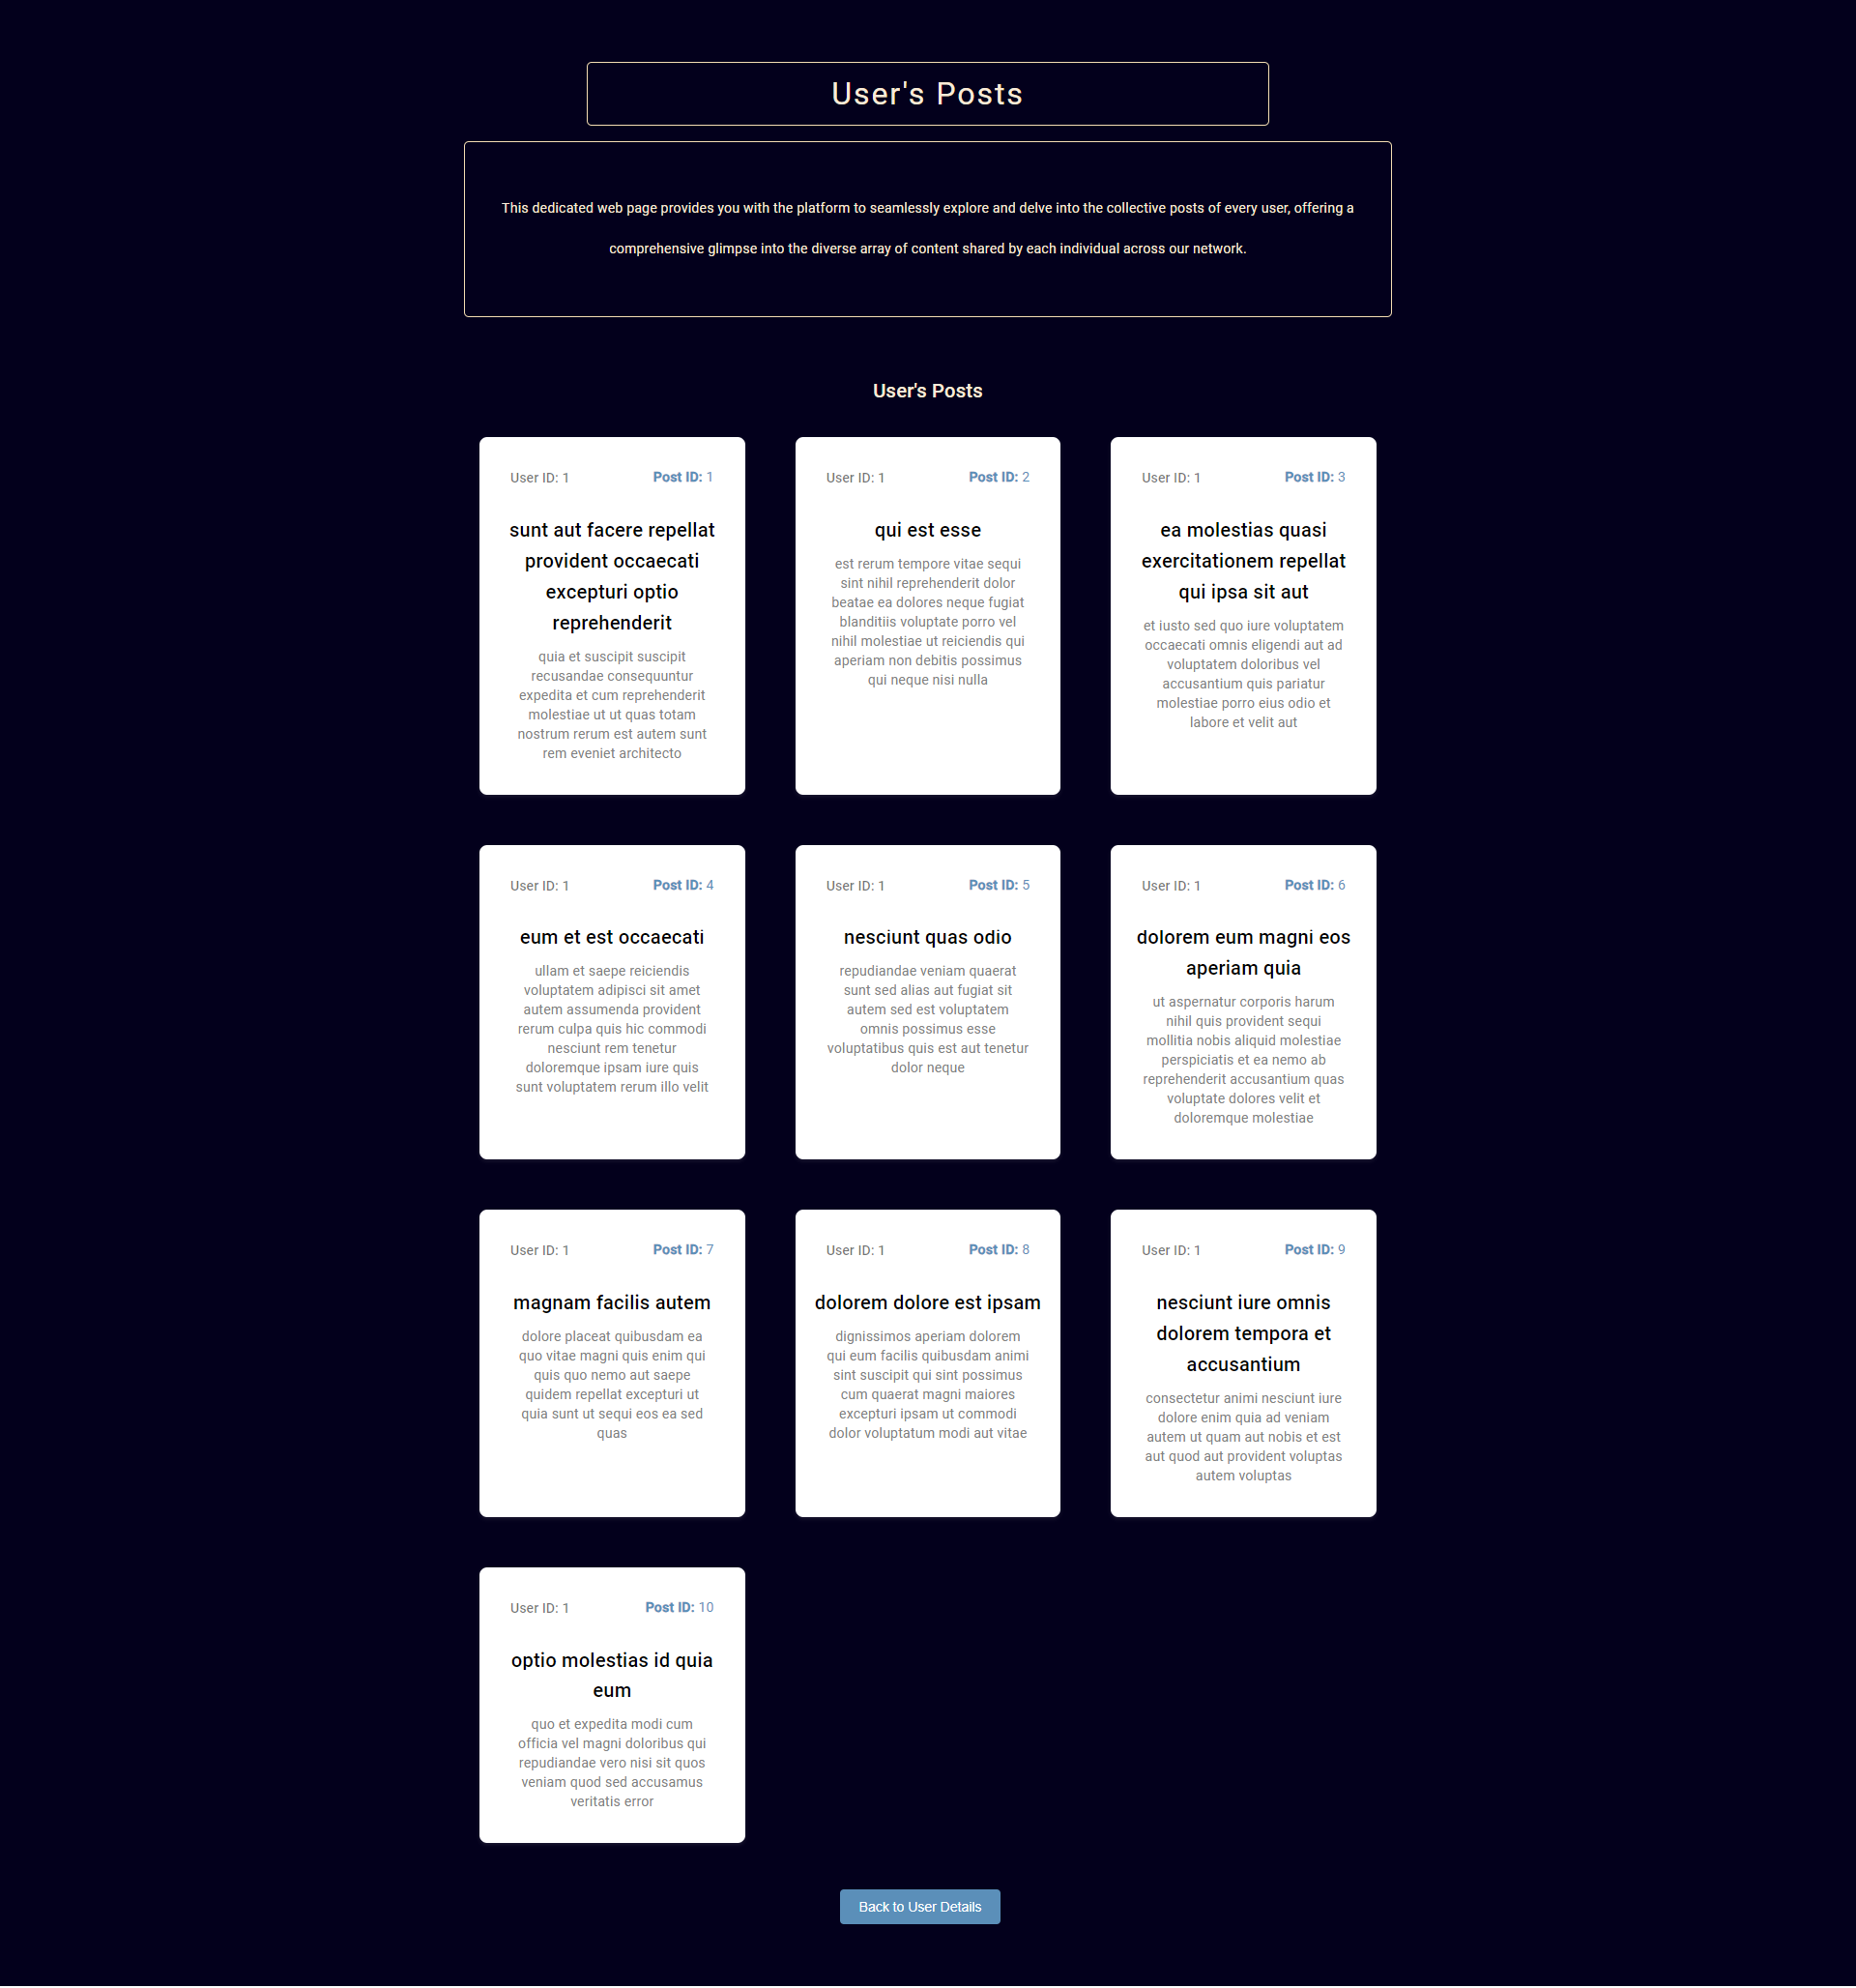 User's Posts
This dedicated web page provides you with the platform to seamlessly explore and delve into the collective posts of every user, offering a
comprehensive glimpse into the diverse array of content shared by each individual across our network.
User's Posts
User ID: 1 Post ID: 1
sunt aut facere repellat
provident occaecati
excepturi optio
reprehenderit
quia et suscipit suscipit
recusandae consequuntur
expedita et cum reprehenderit
molestiae ut ut quas totam
nostrum rerum est autem sunt
rem eveniet architecto
User ID: 1 Post ID: 2
qui est esse
est rerum tempore vitae sequi
sint nihil reprehenderit dolor
beatae ea dolores neque fugiat
blanditiis voluptate porro vel
nihil molestiae ut reiciendis qui
aperiam non debitis possimus
qui neque nisi nulla
User ID: 1 Post ID: 3
ea molestias quasi
exercitationem repellat
qui ipsa sit aut
et iusto sed quo iure voluptatem
occaecati omnis eligendi aut ad
voluptatem doloribus vel
accusantium quis pariatur
molestiae porro eius odio et
labore et velit aut
User ID: 1 Post ID: 4
eum et est occaecati
ullam et saepe reiciendis
voluptatem adipisci sit amet
autem assumenda provident
rerum culpa quis hic commodi
nesciunt rem tenetur
doloremque ipsam iure quis
sunt voluptatem rerum illo velit
User ID: 1 Post ID: 5
nesciunt quas odio
repudiandae veniam quaerat
sunt sed alias aut fugiat sit
autem sed est voluptatem
omnis possimus esse
voluptatibus quis est aut tenetur
dolor neque
User ID: 1 Post ID: 6
dolorem eum magni eos
aperiam quia
ut aspernatur corporis harum
nihil quis provident sequi
mollitia nobis aliquid molestiae
perspiciatis et ea nemo ab
reprehenderit accusantium quas
voluptate dolores velit et
doloremque molestiae
User ID: 1 Post ID: 7
magnam facilis autem
dolore placeat quibusdam ea
quo vitae magni quis enim qui
quis quo nemo aut saepe
quidem repellat excepturi ut
quia sunt ut sequi eos ea sed
quas
User ID: 1 Post ID: 8
dolorem dolore est ipsam
dignissimos aperiam dolorem
qui eum facilis quibusdam animi
sint suscipit qui sint possimus
cum quaerat magni maiores
excepturi ipsam ut commodi
dolor voluptatum modi aut vitae
User ID: 1 Post ID: 9
nesciunt iure omnis
dolorem tempora et
accusantium
consectetur animi nesciunt iure
dolore enim quia ad veniam
autem ut quam aut nobis et est
aut quod aut provident voluptas
autem voluptas
User ID: 1 Post ID: 10
optio molestias id quia
eum
quo et expedita modi cum
officia vel magni doloribus qui
repudiandae vero nisi sit quos
veniam quod sed accusamus
veritatis error
Back to User Details